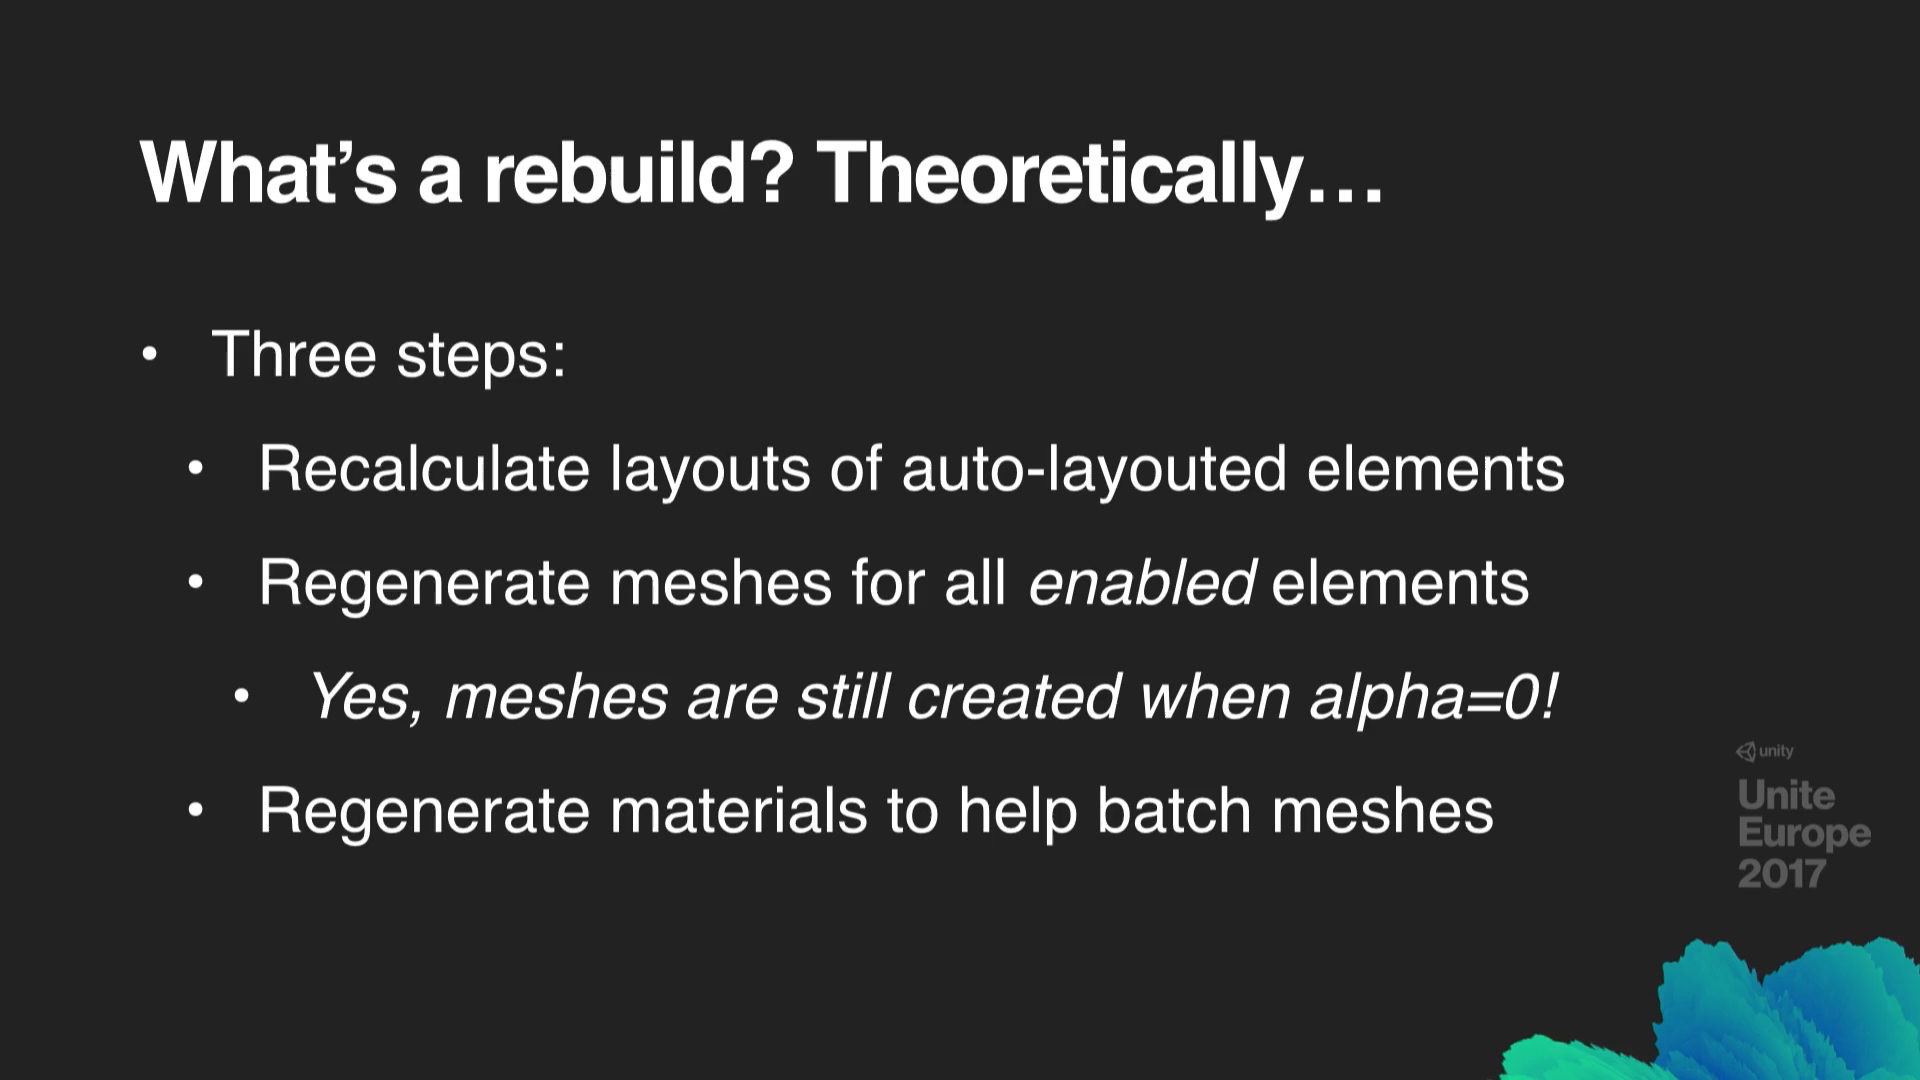 What’s a rebuild? Theoretically…
• Three steps:
• Recalculate layouts of auto-layouted elements
• Regenerate meshes for all enabled elements
• Yes, meshes are still created when alpha=0!
• Regenerate materials to help batch meshes
unity
Unite
Europe
2017